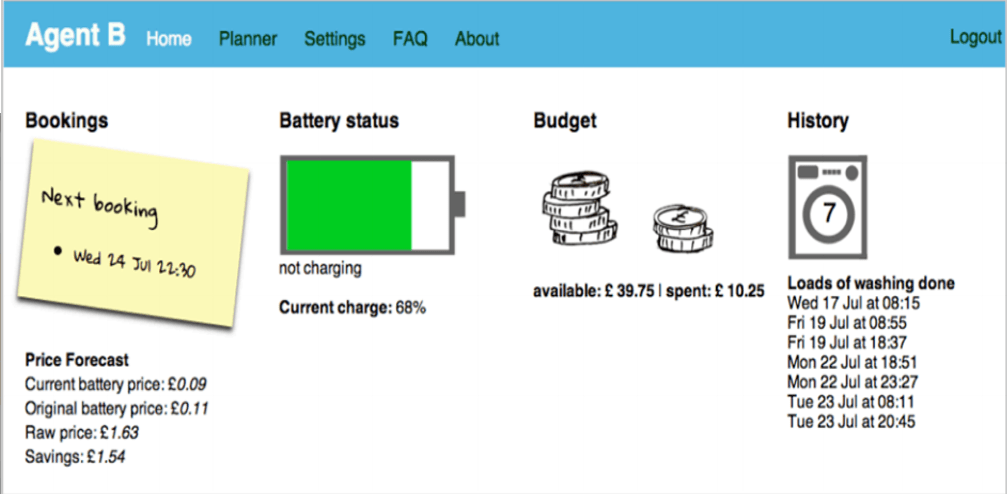 Agent B Home Planner Settings FAQ About Logout
Bookings
Next booking
• Wed 24 Jul 22:30
Price Forecast
Current battery price: £0.09
Original battery price: £0.11
Raw price: £1.63
Savings: £1.54
Battery status
not charging
Current charge: 68%
Budget
available: £ 39.75 | spent: £ 10.25
History
7
Loads of washing done
Wed 17 Jul at 08:15
Fri 19 Jul at 08:55
Fri 19 Jul at 18:37
Mon 22 Jul at 18:51
Mon 22 Jul at 23:27
Tue 23 Jul at 08:11
Tue 23 Jul at 20:45